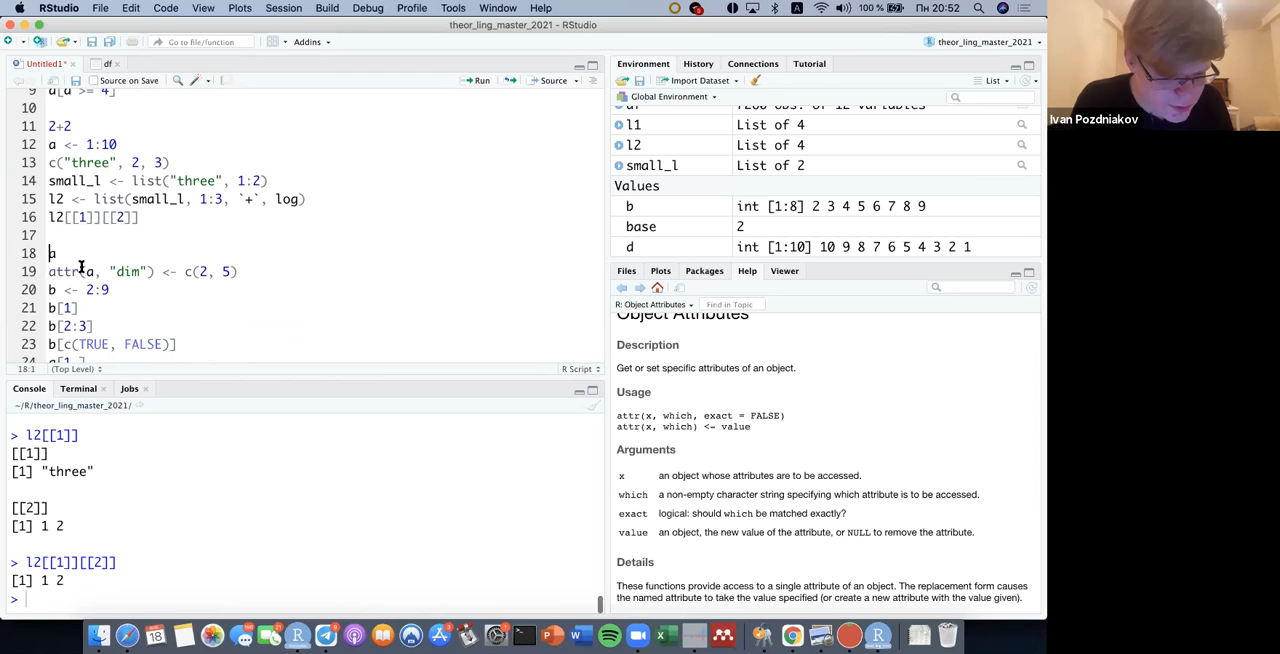 RStudio File Edit Code View Plots Session Build Debug Profile Tools Window Help A 100 % Пн 20:52
theor_ling_master_2021 - RStudio
Go to file/function Addins theor_ling_master_2021
Untitled1* df
Source on Save Run Source
9 a[a >= 4]
10
11 2+2
12 a <- 1:10
13 c("three", 2, 3)
14 small_l <- list("three", 1:2)
15 l2 <- list(small_l, 1:3, `+`, log)
16 l2[[1]][[2]]
17
18 a
19 attr(a, "dim") <- c(2, 5)
20 b <- 2:9
21 b[1]
22 b[2:3]
23 b[c(TRUE, FALSE)]
24 a[1,
18:1 (Top Level) R Script
Console Terminal Jobs
~/R/theor_ling_master_2021/
> l2[[1]]
[[1]]
[1] "three"
[[2]]
[1] 1 2
> l2[[1]][[2]]
[1] 1 2
>
Environment History Connections Tutorial
Import Dataset List
Global Environment
df 7200 obs. of 12 variables
l1 List of 4
l2 List of 4
small_l List of 2
Values
b int [1:8] 2 3 4 5 6 7 8 9
base 2
d int [1:10] 10 9 8 7 6 5 4 3 2 1
Files Plots Packages Help Viewer
R: Object Attributes Find in Topic
Object Attributes
Description
Get or set specific attributes of an object.
Usage
attr(x, which, exact = FALSE)
attr(x, which) <- value
Arguments
x an object whose attributes are to be accessed.
which a non-empty character string specifying which attribute is to be accessed.
exact logical: should which be matched exactly?
value an object, the new value of the attribute, or NULL to remove the attribute.
Details
These functions provide access to a single attribute of an object. The replacement form causes
the named attribute to take the value specified (or create a new attribute with the value given).
Ivan Pozdniakov